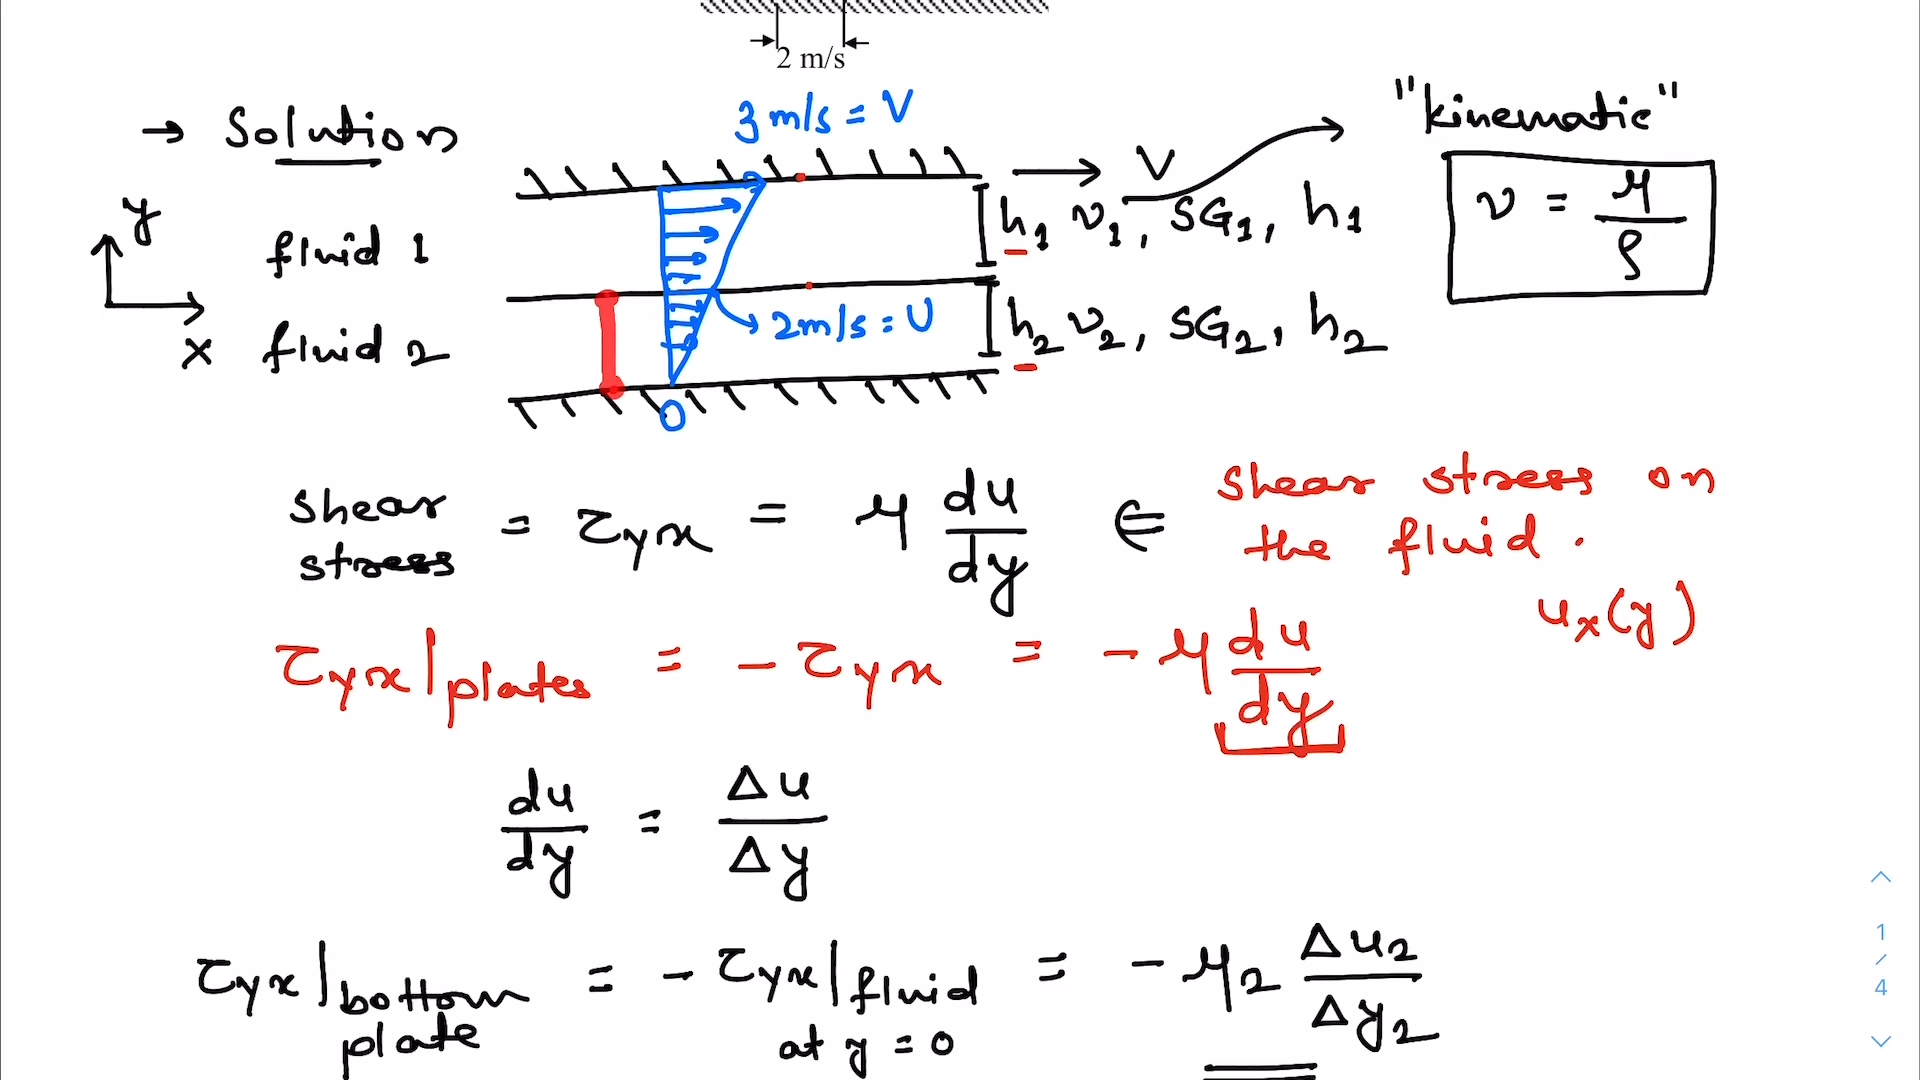 2 m/s
→ Solution
3 m/s = V
"kinematic"
V
ν = μ/ρ
y
fluid 1
h₁ ν₁, SG₁, h₁
x fluid 2
2m/s = U
h₂ ν₂, SG₂, h₂
0
shear stress = τyx = μ du/dy ∈ shear stress on the fluid.
ux(y)
τyx|plates = - τyx = - μ du/dy
du/dy = Δu/Δy
τyx|bottom plate = - τyx|fluid at y = 0 = - μ₂ Δu₂/Δy₂
1
/
4